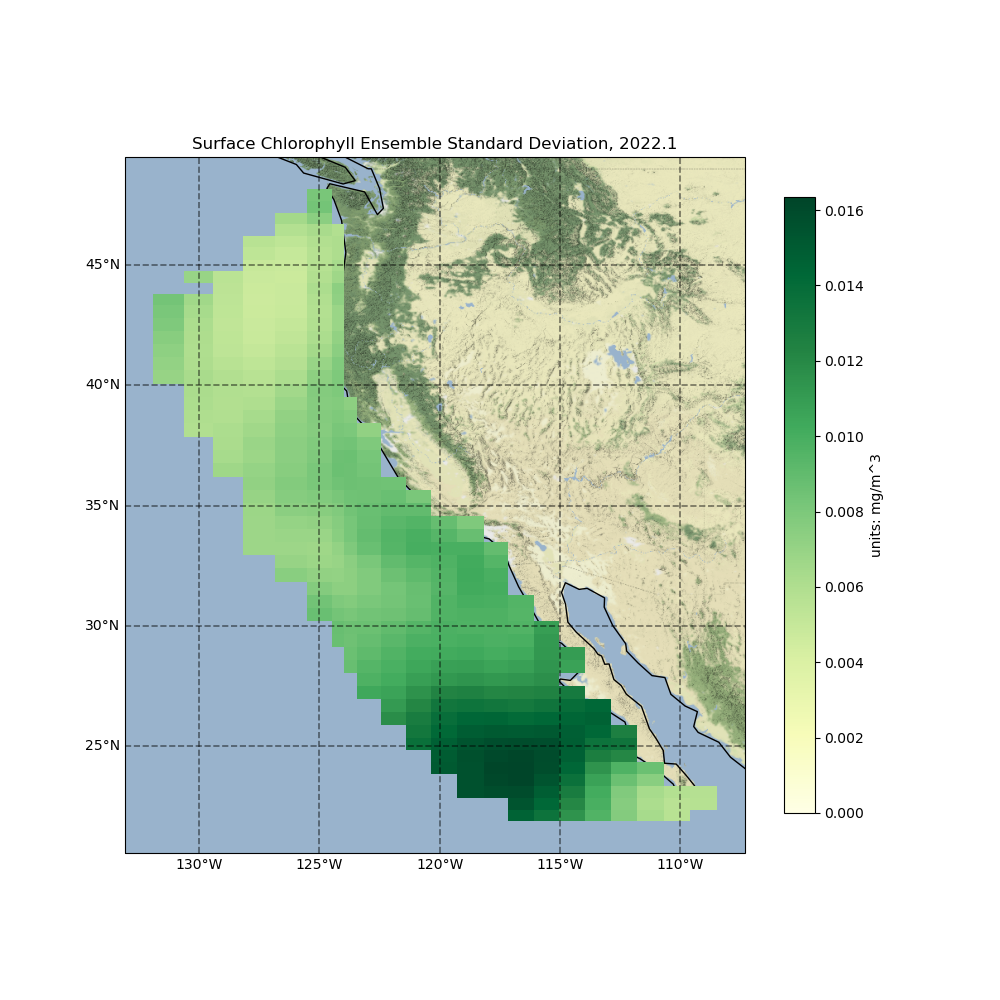 Surface Chlorophyll Ensemble Standard Deviation, 2022.1
45°N
40°N
35°N
30°N
25°N
130°W 125°W 120°W 115°W 110°W
0.016
0.014
0.012
0.010
0.008
0.006
0.004
0.002
0.000
units: mg/m^3